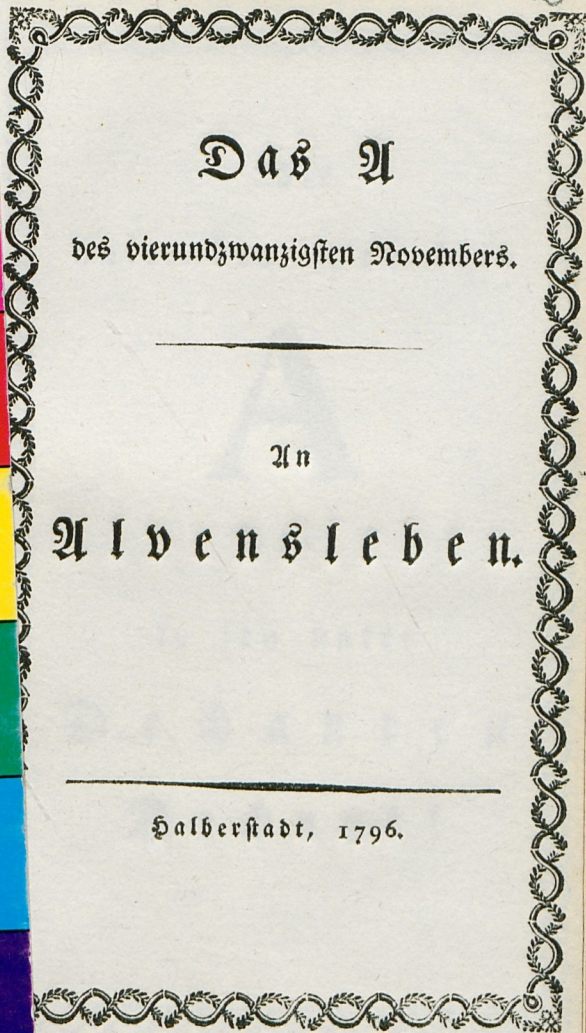 Das A
des vierundzwanzigsten Novembers.
An
Alvensleben.
Halberstadt, 1796.